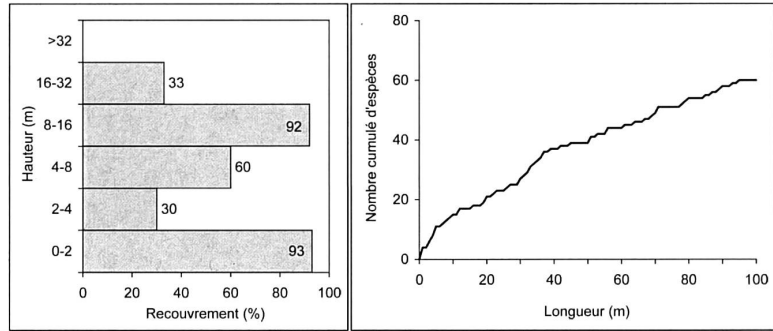 >32
16-32
33
8-16
92
4-8
60
2-4
30
0-2
93
Hauteur (m)
0 20 40 60 80 100
Recouvrement (%)
80
60
40
20
0
Nombre cumulé d'espèces
0 20 40 60 80 100
Longueur (m)